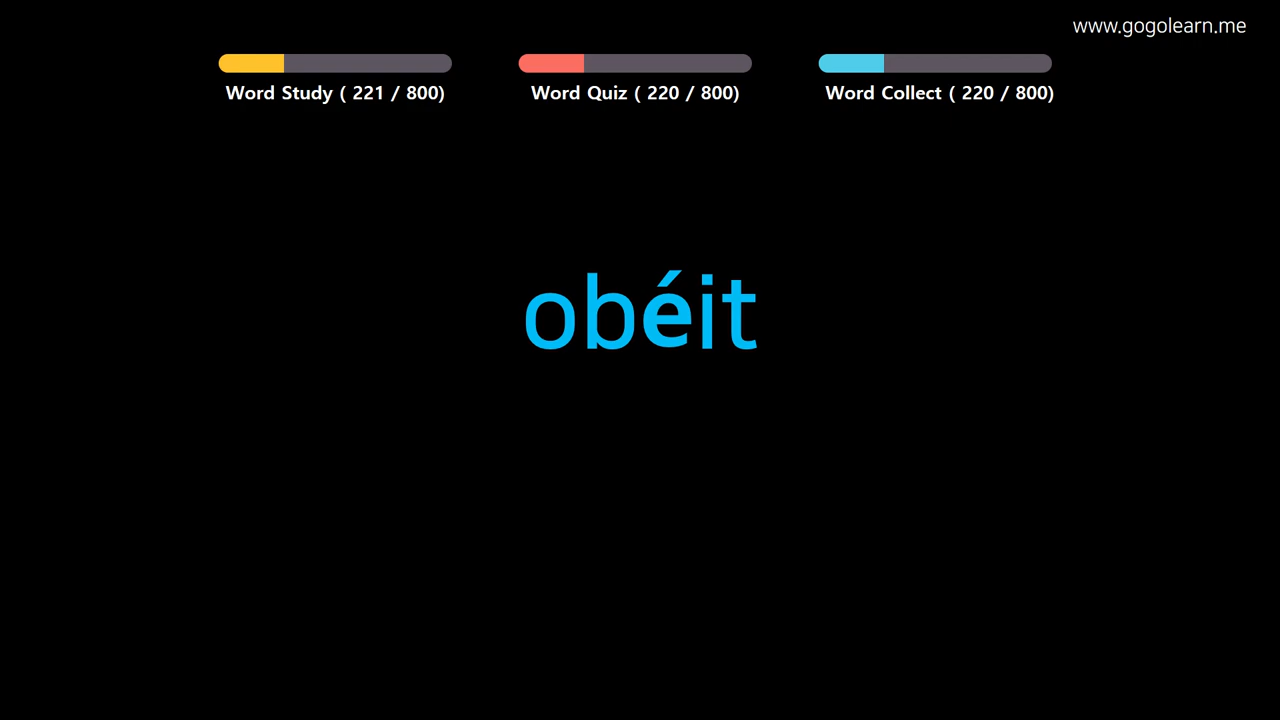 www.gogolearn.me
Word Study ( 221 / 800)
Word Quiz ( 220 / 800)
Word Collect ( 220 / 800)
obéit